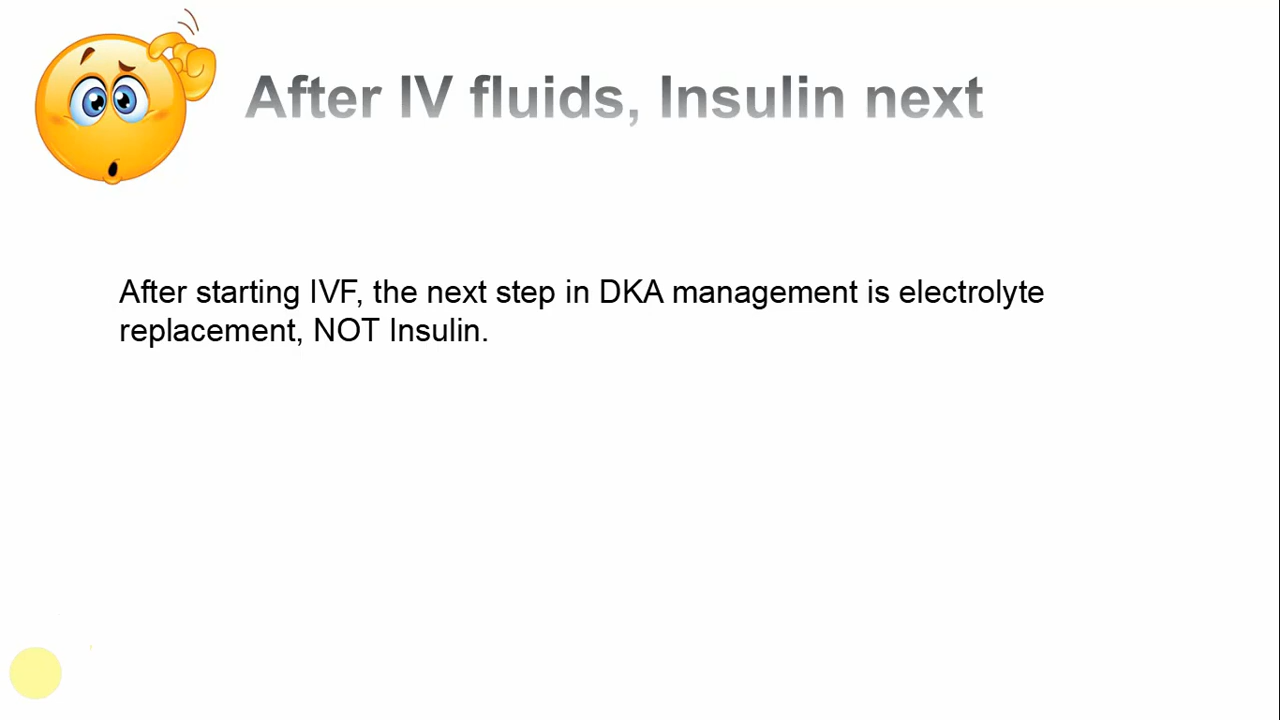 After IV fluids, Insulin next
After starting IVF, the next step in DKA management is electrolyte
replacement, NOT Insulin.